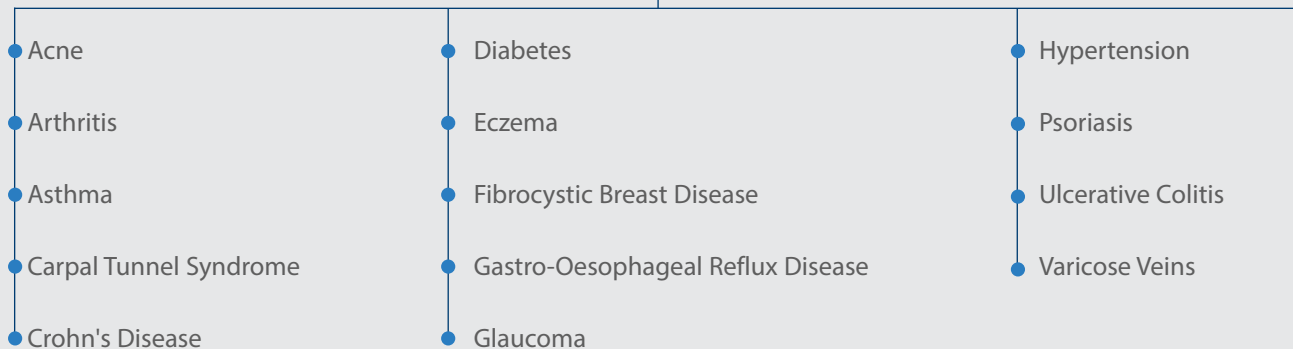 Acne
Arthritis
Asthma
Carpal Tunnel Syndrome
Crohn's Disease
Diabetes
Eczema
Fibrocystic Breast Disease
Gastro-Oesophageal Reflux Disease
Glaucoma
Hypertension
Psoriasis
Ulcerative Colitis
Varicose Veins